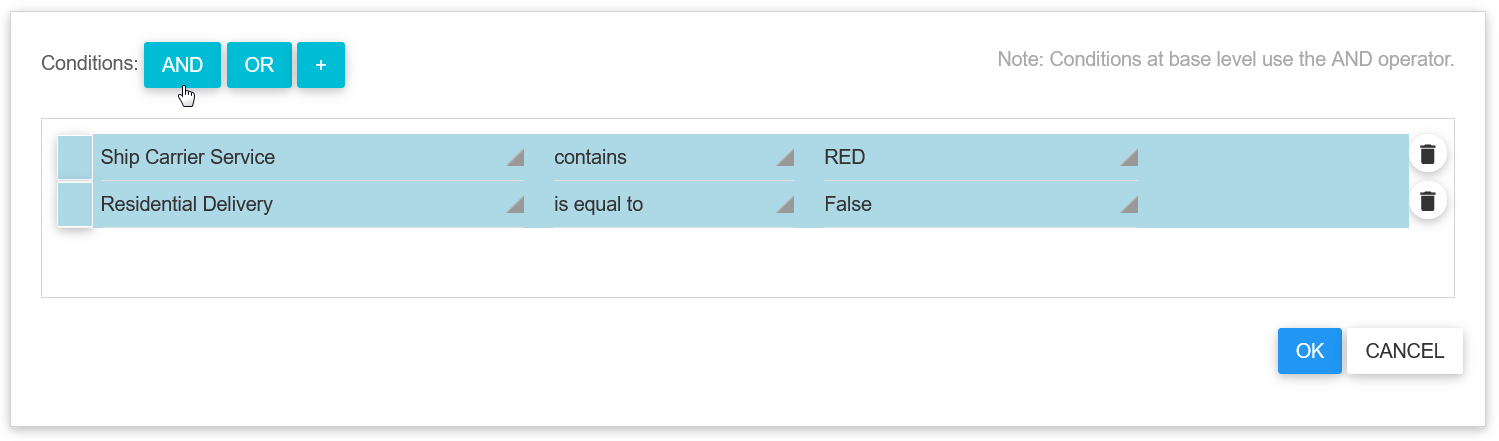 Conditions: AND OR + Note: Conditions at base level use the AND operator.
Ship Carrier Service contains RED
Residential Delivery is equal to False
OK CANCEL